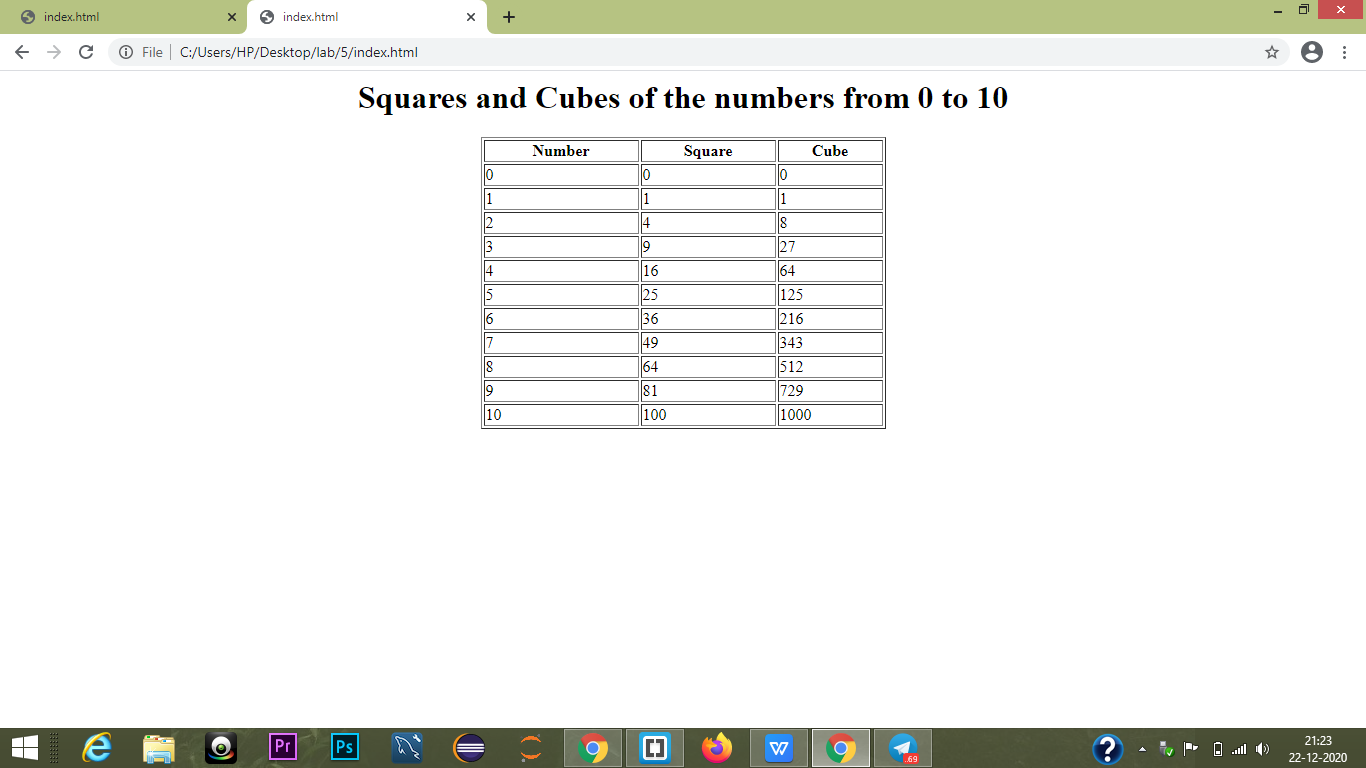 index.html
index.html
File C:/Users/HP/Desktop/lab/5/index.html
Squares and Cubes of the numbers from 0 to 10
Number Square Cube
0 0 0
1 1 1
2 4 8
3 9 27
4 16 64
5 25 125
6 36 216
7 49 343
8 64 512
9 81 729
10 100 1000
Pr Ps W .69 ? 21:23
22-12-2020